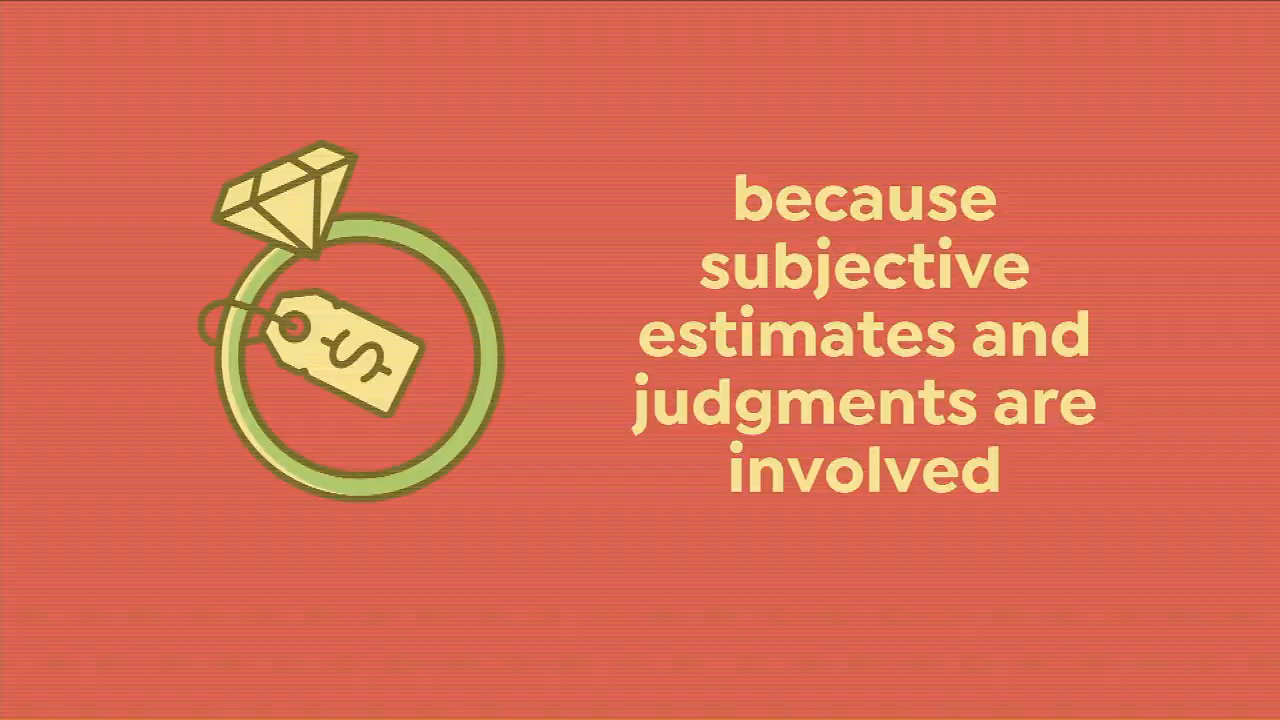 $
because
subjective
estimates and
judgments are
involved